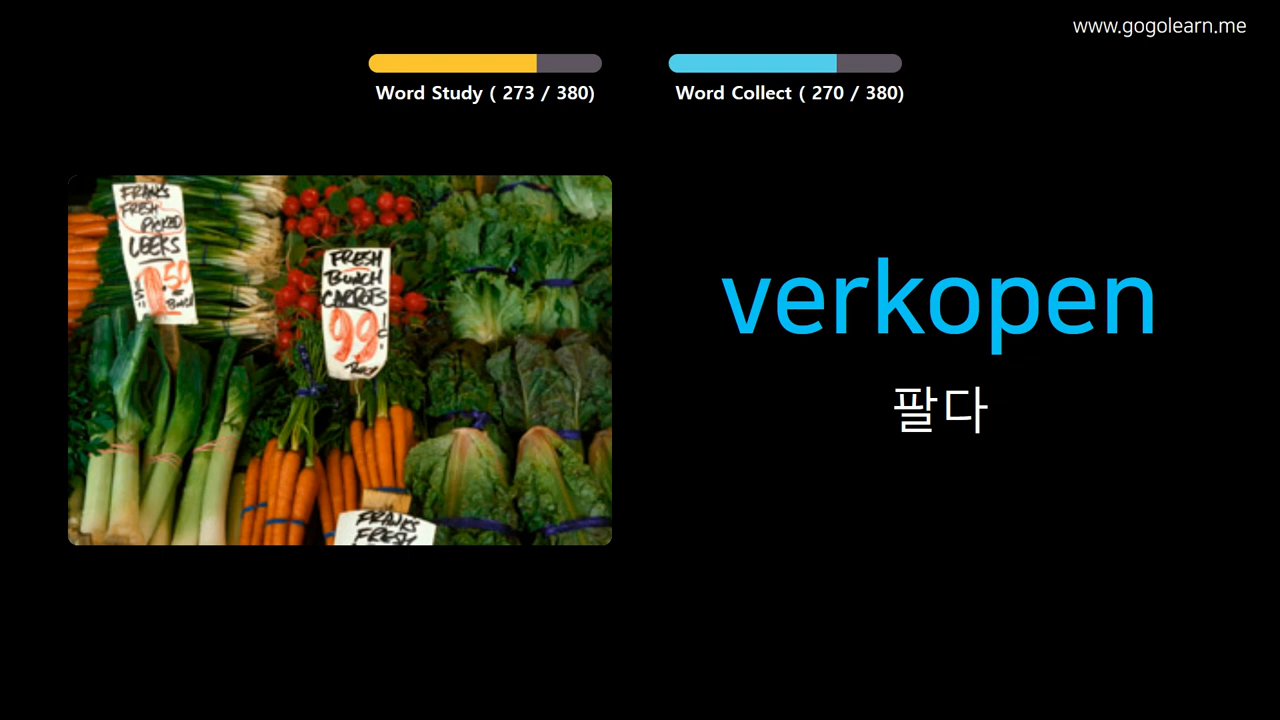 www.gogolearn.me
Word Study ( 273 / 380)
Word Collect ( 270 / 380)
FRANK'S
FRESH
PICKED
LEEKS
50
FRESH
BUNCH
CARROTS
99
FRANK'S
FRESH
verkopen
팔다